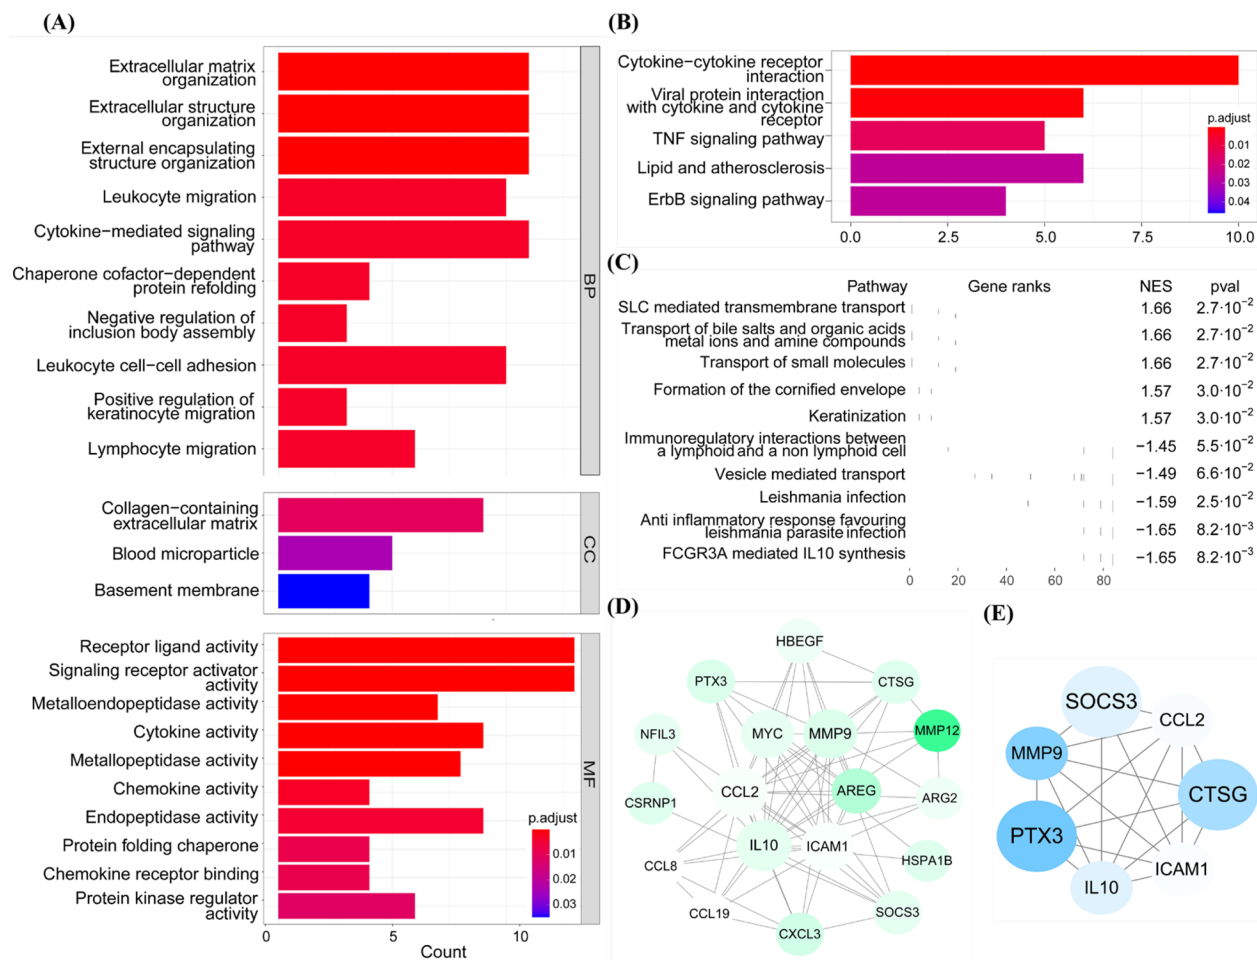 (A)
Extracellular matrix
organization
Extracellular structure
organization
External encapsulating
structure organization
Leukocyte migration
Cytokine-mediated signaling
pathway
Chaperone cofactor-dependent
protein refolding
Negative regulation of
inclusion body assembly
Leukocyte cell-cell adhesion
Positive regulation of
keratinocyte migration
Lymphocyte migration
BP
Collagen-containing
extracellular matrix
Blood microparticle
Basement membrane
CC
Receptor ligand activity
Signaling receptor activator
activity
Metalloendopeptidase activity
Cytokine activity
Metallopeptidase activity
Chemokine activity
Endopeptidase activity
Protein folding chaperone
Chemokine receptor binding
Protein kinase regulator
activity
MF
p.adjust
0.01
0.02
0.03
0 5 10
Count
(B)
Cytokine-cytokine receptor
interaction
Viral protein interaction
with cytokine and cytokine
receptor
TNF signaling pathway
Lipid and atherosclerosis
ErbB signaling pathway
p.adjust
0.01
0.02
0.03
0.04
0.0 2.5 5.0 7.5 10.0
(C)
Pathway Gene ranks NES pval
SLC mediated transmembrane transport 1.66 2.7·10⁻²
Transport of bile salts and organic acids
metal ions and amine compounds 1.66 2.7·10⁻²
Transport of small molecules 1.66 2.7·10⁻²
Formation of the cornified envelope 1.57 3.0·10⁻²
Keratinization 1.57 3.0·10⁻²
Immunoregulatory interactions between
a lymphoid and a non lymphoid cell −1.45 5.5·10⁻²
Vesicle mediated transport −1.49 6.6·10⁻²
Leishmania infection −1.59 2.5·10⁻²
Anti inflammatory response favouring
leishmania parasite infection −1.65 8.2·10⁻³
FCGR3A mediated IL10 synthesis −1.65 8.2·10⁻³
0 20 40 60 80
(D)
HBEGF
PTX3
CTSG
NFIL3
MYC
MMP9
MMP12
CCL2
AREG
CSRNP1
ARG2
IL10
ICAM1
CCL8
HSPA1B
CCL19
SOCS3
CXCL3
(E)
SOCS3
CCL2
MMP9
CTSG
PTX3
ICAM1
IL10